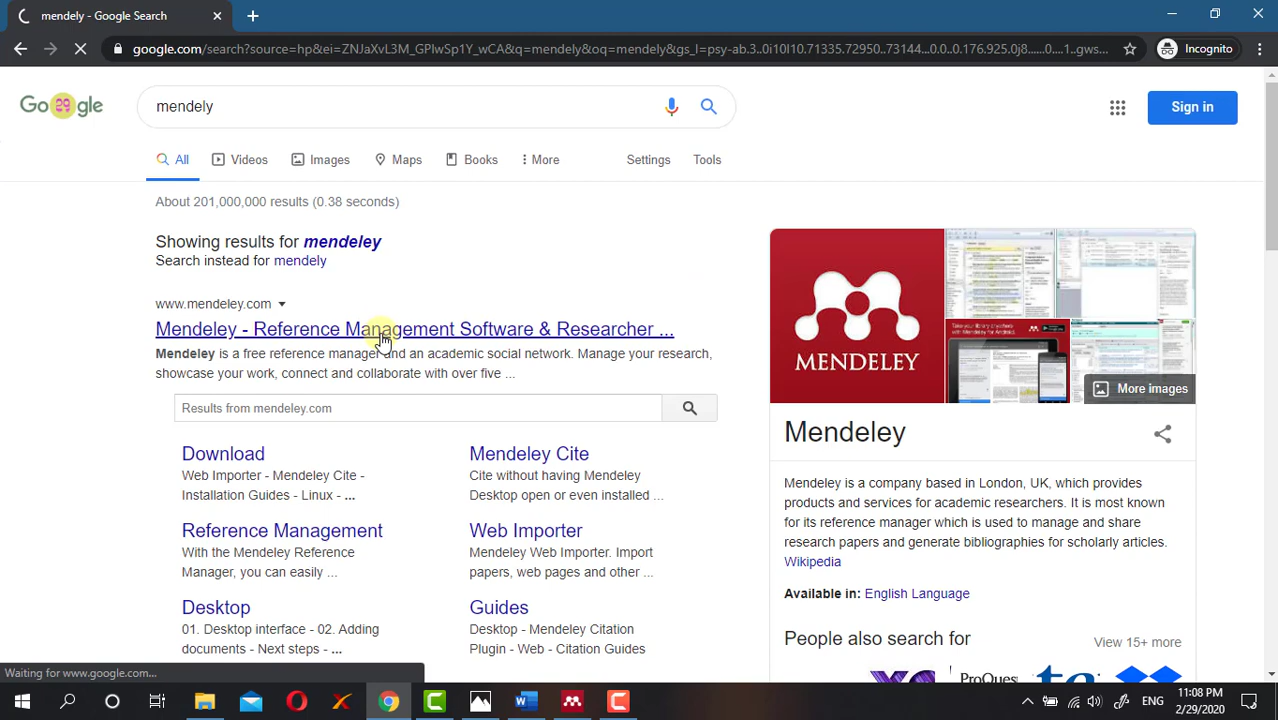 mendely - Google Search
google.com/search?source=hp&ei=ZNJaXvL3M_GPlwSp1Y_wCA&q=mendely&oq=mendely&gs_l=psy-ab.3..0i10l10.71335.72950..73144...0.0..0.176.925.0j8......0....1..gws...
Incognito
Google
mendely
Sign in
All
Videos
Images
Maps
Books
More
Settings
Tools
About 201,000,000 results (0.38 seconds)
Showing results for mendeley
Search instead for mendely
www.mendeley.com
Mendeley - Reference Management Software & Researcher ...
Mendeley is a free reference manager and an academic social network. Manage your research,
showcase your work, connect and collaborate with over five ...
Results from mendeley.com
Download
Web Importer - Mendeley Cite -
Installation Guides - Linux - ...
Mendeley Cite
Cite without having Mendeley
Desktop open or even installed ...
Reference Management
With the Mendeley Reference
Manager, you can easily ...
Web Importer
Mendeley Web Importer. Import
papers, web pages and other ...
Desktop
01. Desktop interface - 02. Adding
documents - Next steps - ...
Guides
Desktop - Mendeley Citation
Plugin - Web - Citation Guides
MENDELEY
More images
Mendeley
Mendeley is a company based in London, UK, which provides
products and services for academic researchers. It is most known
for its reference manager which is used to manage and share
research papers and generate bibliographies for scholarly articles.
Wikipedia
Available in: English Language
People also search for
View 15+ more
ProQues
Waiting for www.google.com...
ENG
11:08 PM
2/29/2020